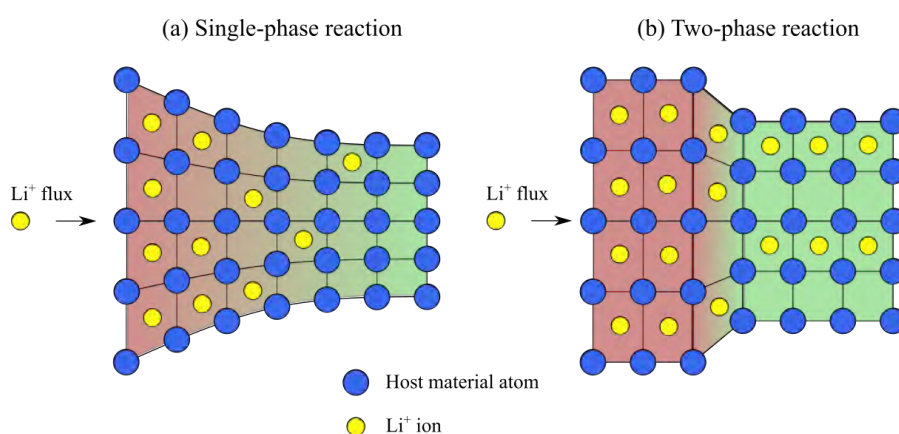 (a) Single-phase reaction
(b) Two-phase reaction
Li⁺ flux
Li⁺ flux
Host material atom
Li⁺ ion